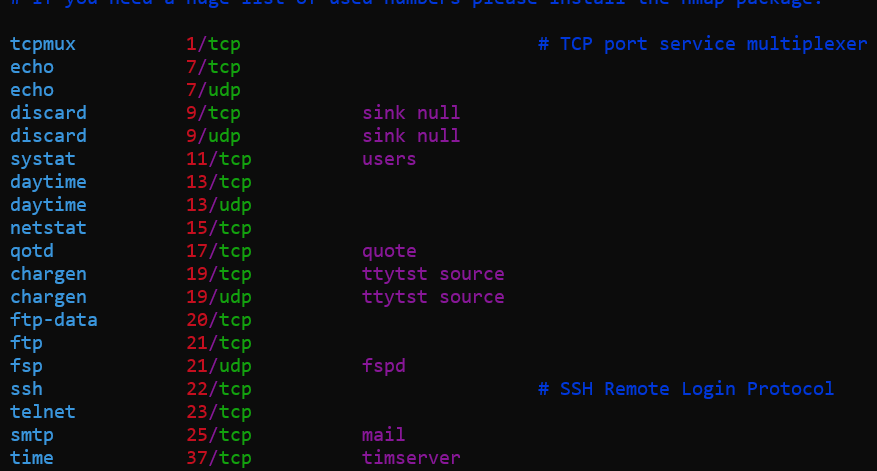 # If you need a huge list of used numbers please install the nmap package.
tcpmux 1/tcp # TCP port service multiplexer
echo 7/tcp
echo 7/udp
discard 9/tcp sink null
discard 9/udp sink null
systat 11/tcp users
daytime 13/tcp
daytime 13/udp
netstat 15/tcp
qotd 17/tcp quote
chargen 19/tcp ttytst source
chargen 19/udp ttytst source
ftp-data 20/tcp
ftp 21/tcp
fsp 21/udp fspd
ssh 22/tcp # SSH Remote Login Protocol
telnet 23/tcp
smtp 25/tcp mail
time 37/tcp timserver